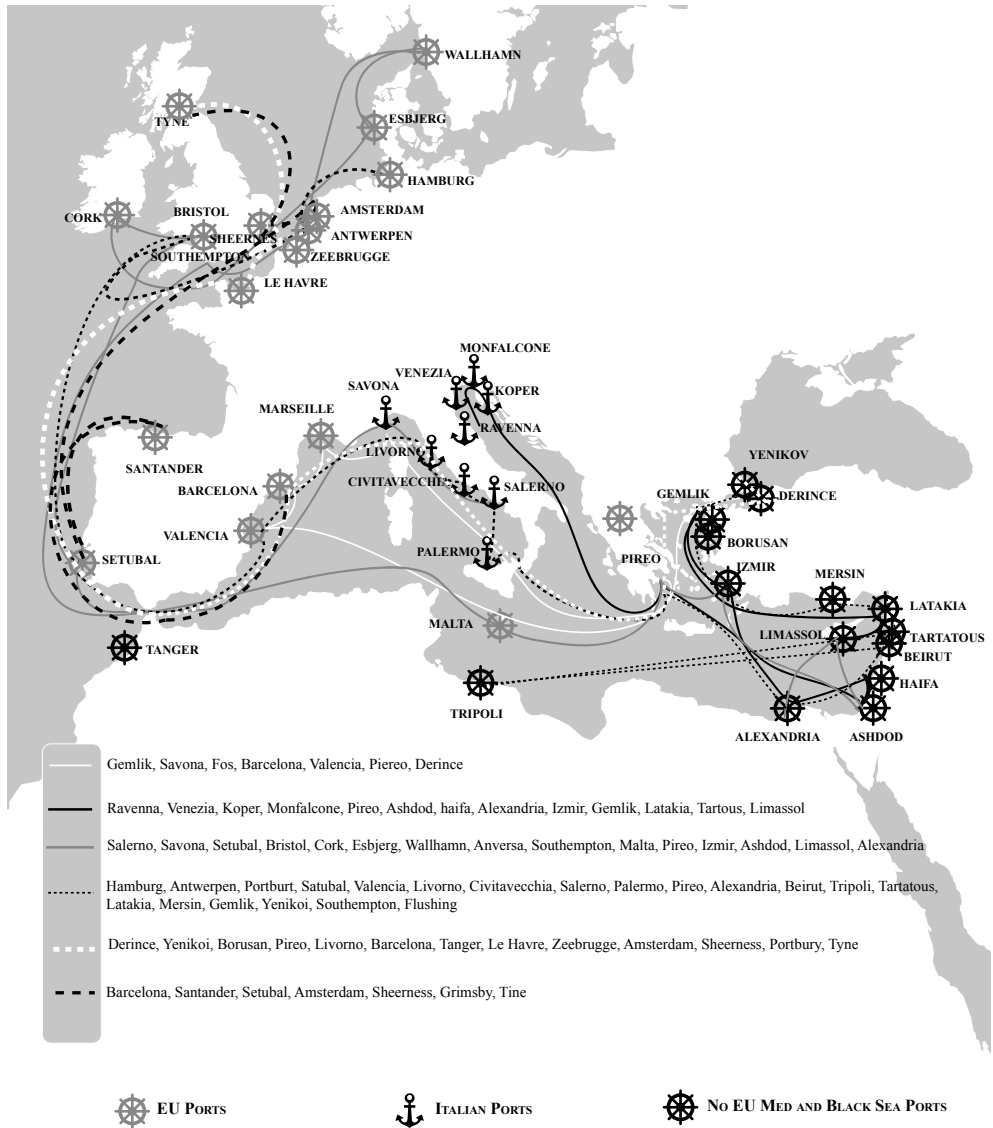 WALLHAMN
ESBJERG
TYNE
HAMBURG
AMSTERDAM
BRISTOL
CORK
SHEERNES
ANTWERPEN
SOUTHEMPTON
ZEEBRUGGE
LE HAVRE
MONFALCONE
VENEZIA
SAVONA
KOPER
MARSEILLE
RAVENNA
LIVORNO
YENIKOV
SANTANDER
CIVITAVECCHIE
SALERNO
BARCELONA
GEMLIK
DERINCE
VALENCIA
BORUSAN
PALERMO
PIREO
SETUBAL
IZMIR
MERSIN
LATAKIA
MALTA
LIMASSOL
TARTATOUS
TANGER
BEIRUT
HAIFA
TRIPOLI
ALEXANDRIA
ASHDOD
Gemlik, Savona, Fos, Barcelona, Valencia, Piereo, Derince
Ravenna, Venezia, Koper, Monfalcone, Pireo, Ashdod, haifa, Alexandria, Izmir, Gemlik, Latakia, Tartous, Limassol
Salerno, Savona, Setubal, Bristol, Cork, Esbjerg, Wallhamn, Anversa, Southempton, Malta, Pireo, Izmir, Ashdod, Limassol, Alexandria
Hamburg, Antwerpen, Portburt, Satubal, Valencia, Livorno, Civitavecchia, Salerno, Palermo, Pireo, Alexandria, Beirut, Tripoli, Tartatous,
Latakia, Mersin, Gemlik, Yenikoi, Southempton, Flushing
Derince, Yenikoi, Borusan, Pireo, Livorno, Barcelona, Tanger, Le Havre, Zeebrugge, Amsterdam, Sheerness, Portbury, Tyne
Barcelona, Santander, Setubal, Amsterdam, Sheerness, Grimsby, Tine
EU PORTS
ITALIAN PORTS
NO EU MED AND BLACK SEA PORTS